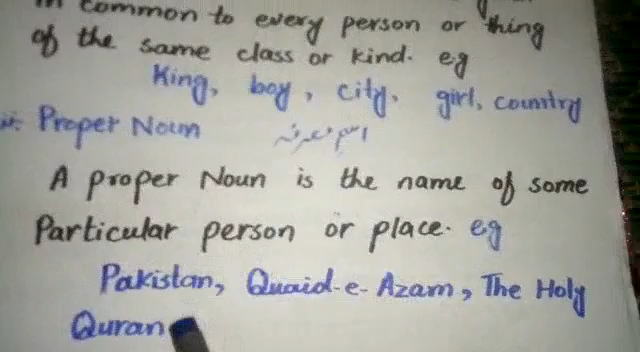 in common to every person or thing
of the same class or kind. eg
King, boy, city, girl, country
ii. Proper Noun اسم معرفہ
A proper Noun is the name of some
Particular person or place. eg
Pakistan, Quaid-e-Azam, The Holy
Quran